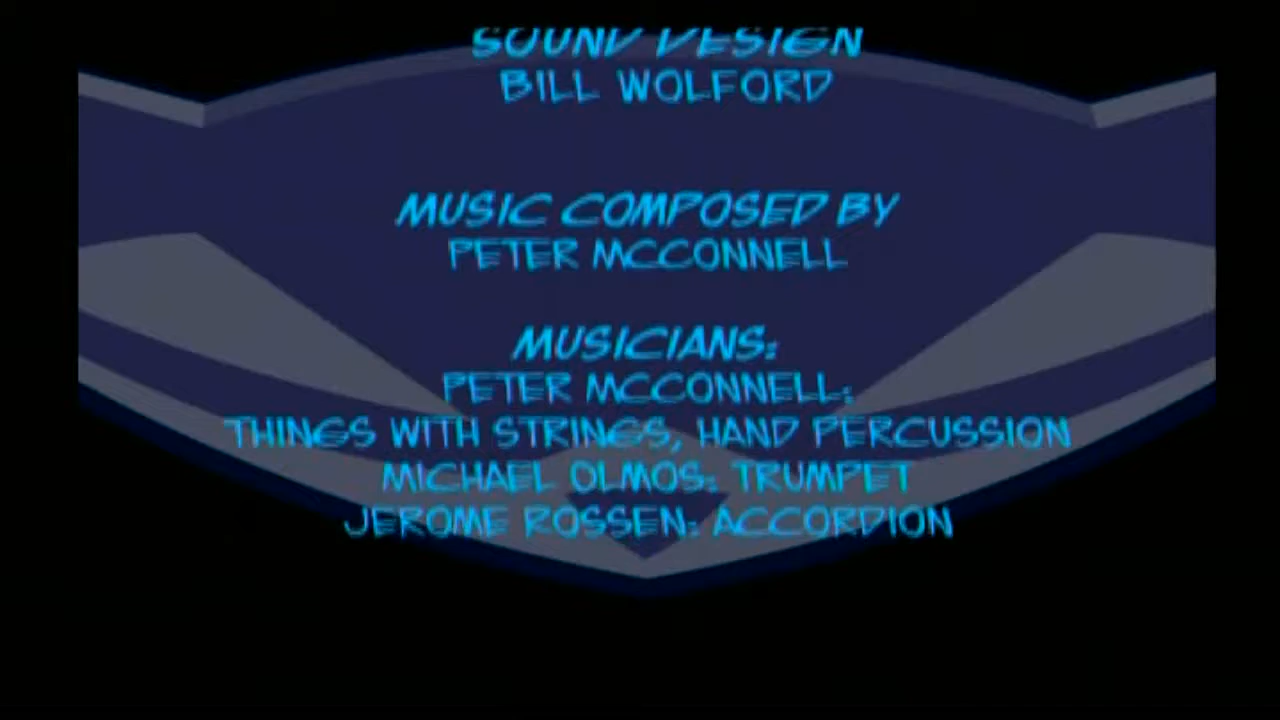 SOUND DESIGN
BILL WOLFORD
MUSIC COMPOSED BY
PETER MCCONNELL
MUSICIANS:
PETER MCCONNELL:
THINGS WITH STRINGS, HAND PERCUSSION
MICHAEL OLMOS: TRUMPET
JEROME ROSSEN: ACCORDION